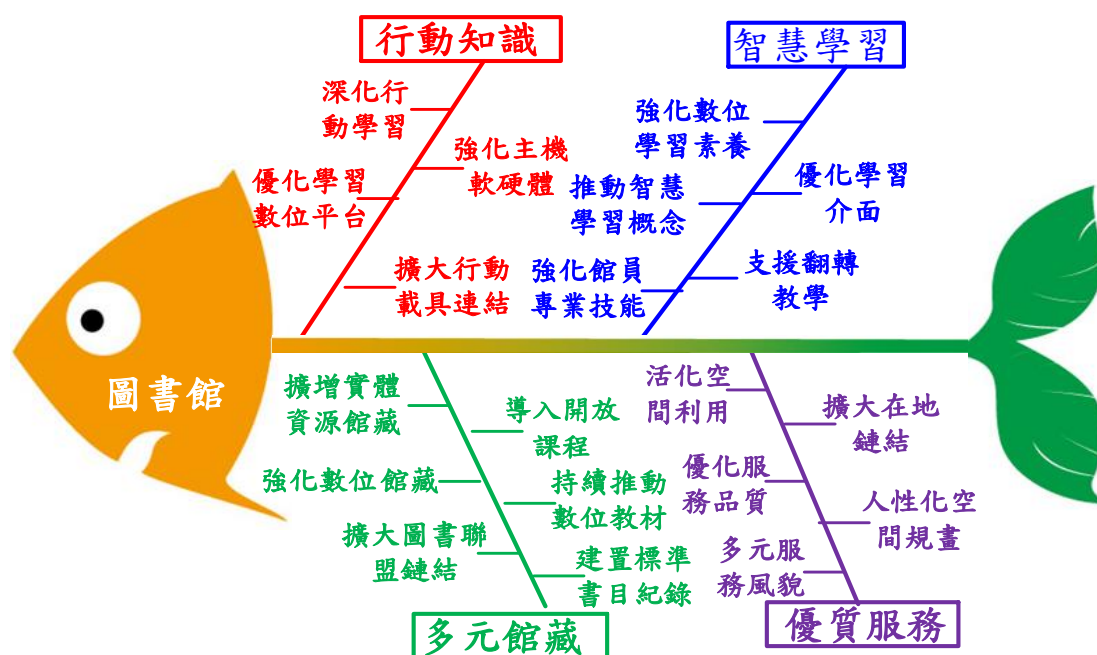 行動知識
深化行
動學習
強化主機
軟硬體
優化學習
數位平台
擴大行動
載具連結
智慧學習
強化數位
學習素養
優化學習
介面
推動智慧
學習概念
支援翻轉
教學
強化館員
專業技能
圖書館
擴增實體
資源館藏
導入開放
課程
強化數位館藏
持續推動
數位教材
擴大圖書聯
盟鏈結
建置標準
書目紀錄
多元館藏
活化空
間利用
擴大在地
鏈結
優化服
務品質
人性化空
間規畫
多元服
務風貌
優質服務